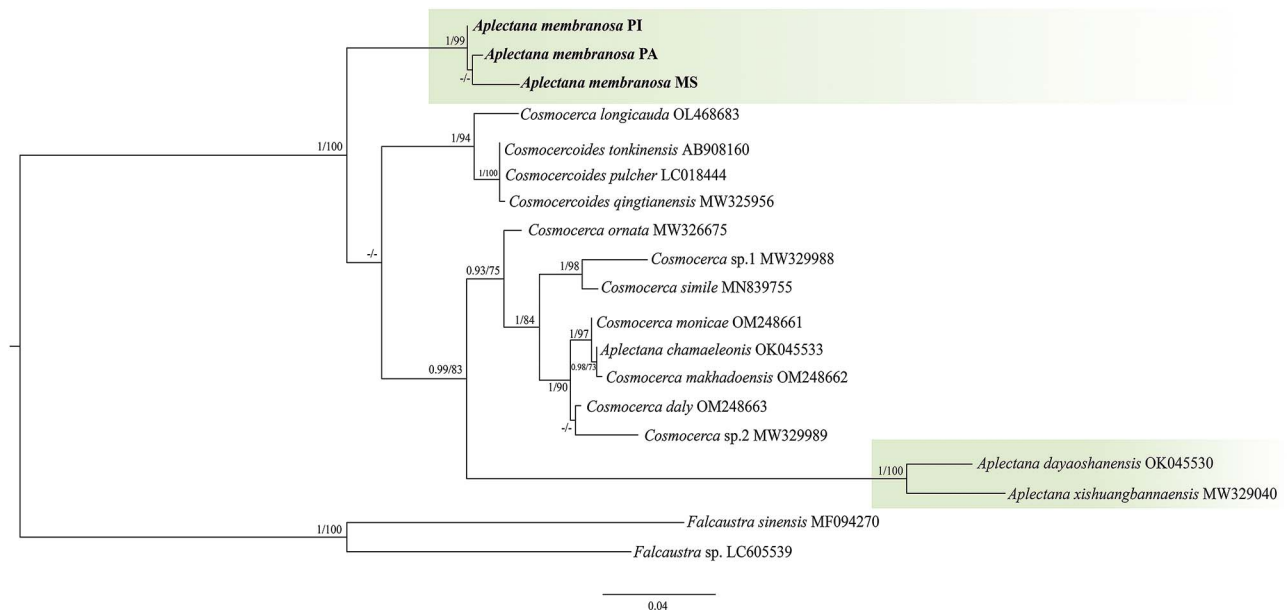 Aplectana membranosa PI
1/99
Aplectana membranosa PA
-/-
Aplectana membranosa MS
Cosmocerca longicauda OL468683
1/94
1/100
Cosmocercoides tonkinensis AB908160
1/100
Cosmocercoides pulcher LC018444
Cosmocercoides qingtianensis MW325956
Cosmocerca ornata MW326675
-/-
Cosmocerca sp.1 MW329988
0.93/75
1/98
Cosmocerca simile MN839755
1/84
Cosmocerca monicae OM248661
1/97
Aplectana chamaeleonis OK045533
0.99/83
0.98/73
Cosmocerca makhadoensis OM248662
1/90
Cosmocerca daly OM248663
-/-
Cosmocerca sp.2 MW329989
Aplectana dayaoshanensis OK045530
1/100
Aplectana xishuangbannaensis MW329040
Falcaustra sinensis MF094270
1/100
Falcaustra sp. LC605539
0.04